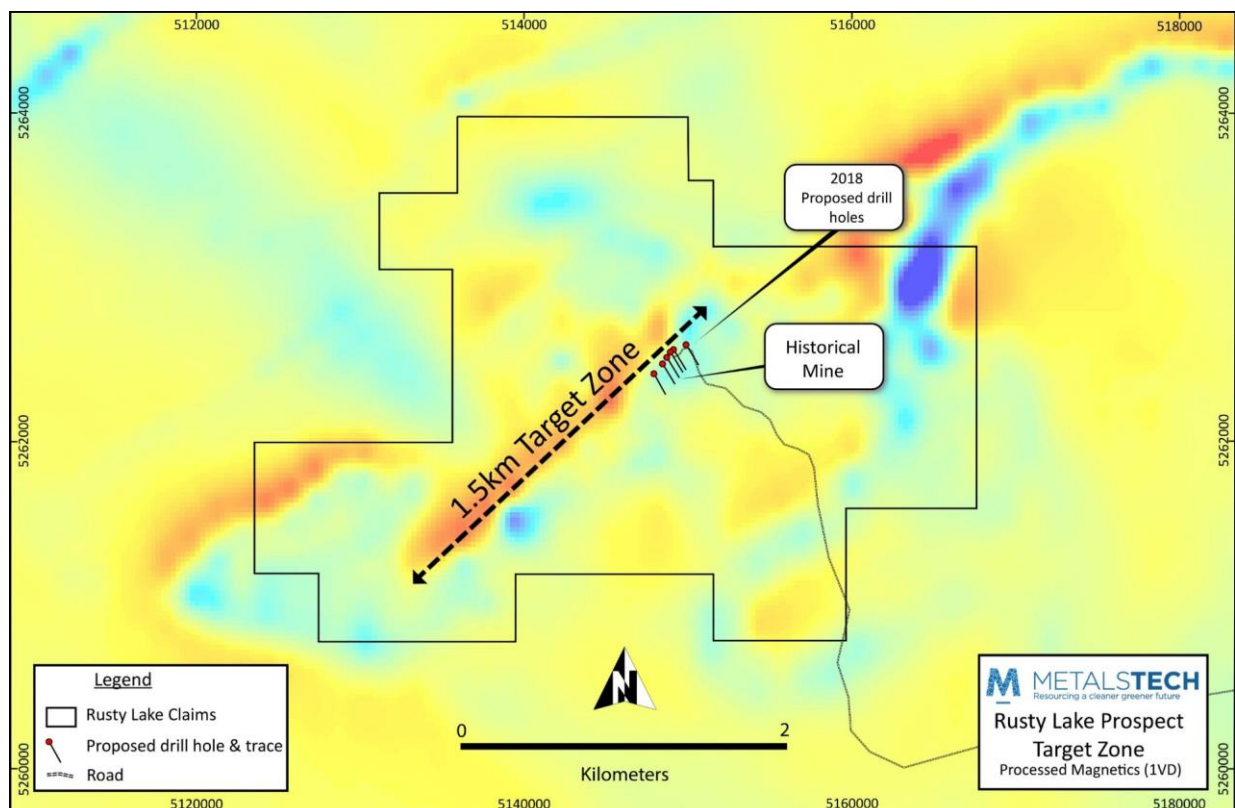 512000
514000
516000
518000
5264000
5264000
2018
Proposed drill
holes
Historical
Mine
1.5km Target Zone
5262000
5262000
Legend
Rusty Lake Claims
Proposed drill hole & trace
Road
N
0
2
Kilometers
METALSTECH
Resourcing a cleaner greener future
Rusty Lake Prospect
Target Zone
Processed Magnetics (1VD)
5260000
5260000
5120000
5140000
5160000
5180000